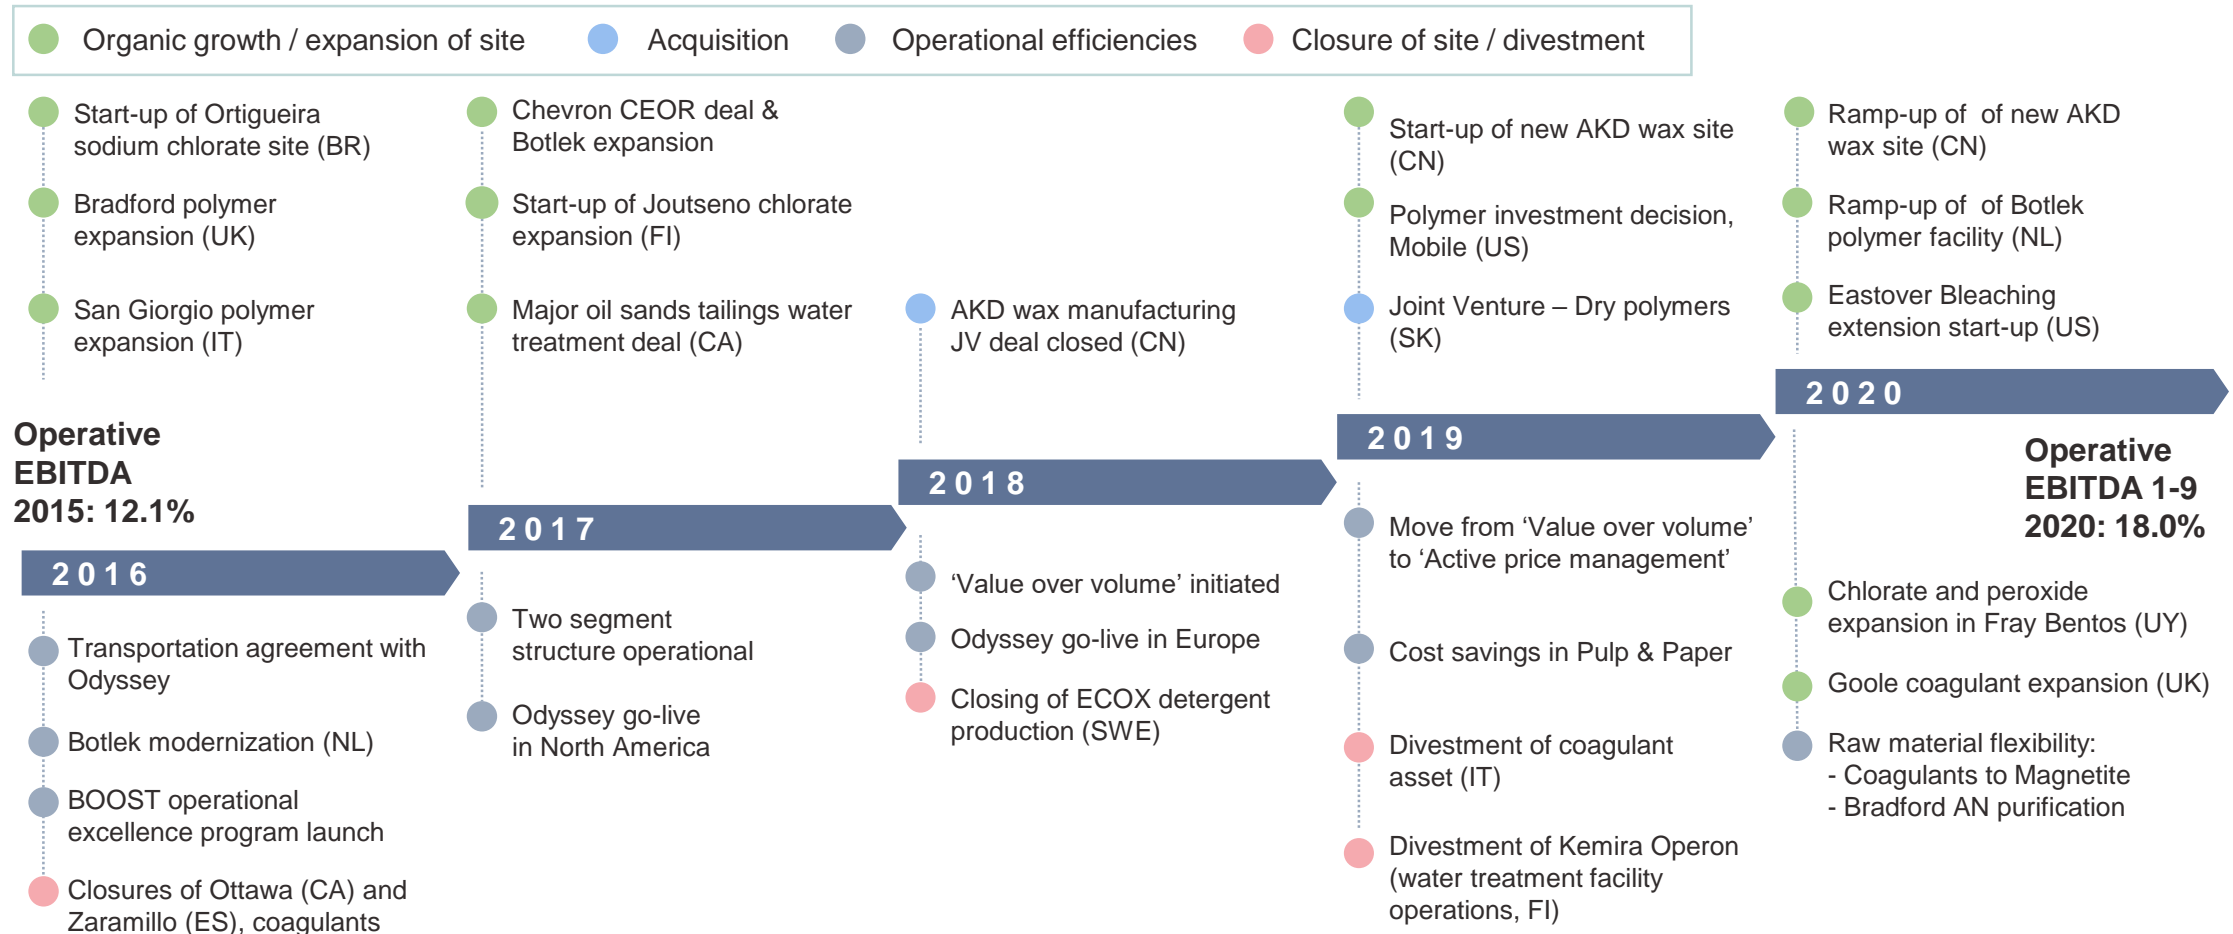 Organic growth / expansion of site
Acquisition
Operational efficiencies
Closure of site / divestment
Start-up of Ortigueira
sodium chlorate site (BR)
Bradford polymer
expansion (UK)
San Giorgio polymer
expansion (IT)
Operative
EBITDA
2015: 12.1%
2016
Transportation agreement with
Odyssey
Botlek modernization (NL)
BOOST operational
excellence program launch
Closures of Ottawa (CA) and
Zaramillo (ES), coagulants
Chevron CEOR deal &
Botlek expansion
Start-up of Joutseno chlorate
expansion (FI)
Major oil sands tailings water
treatment deal (CA)
2017
Two segment
structure operational
Odyssey go-live
in North America
AKD wax manufacturing
JV deal closed (CN)
2018
‘Value over volume’ initiated
Odyssey go-live in Europe
Closing of ECOX detergent
production (SWE)
Start-up of new AKD wax site
(CN)
Polymer investment decision,
Mobile (US)
Joint Venture – Dry polymers
(SK)
2019
Move from ‘Value over volume’
to ‘Active price management’
Cost savings in Pulp & Paper
Divestment of coagulant
asset (IT)
Divestment of Kemira Operon
(water treatment facility
operations, FI)
Ramp-up of  of new AKD
wax site (CN)
Ramp-up of  of Botlek
polymer facility (NL)
Eastover Bleaching
extension start-up (US)
2020
Operative
EBITDA 1-9
2020: 18.0%
Chlorate and peroxide
expansion in Fray Bentos (UY)
Goole coagulant expansion (UK)
Raw material flexibility:
- Coagulants to Magnetite
- Bradford AN purification